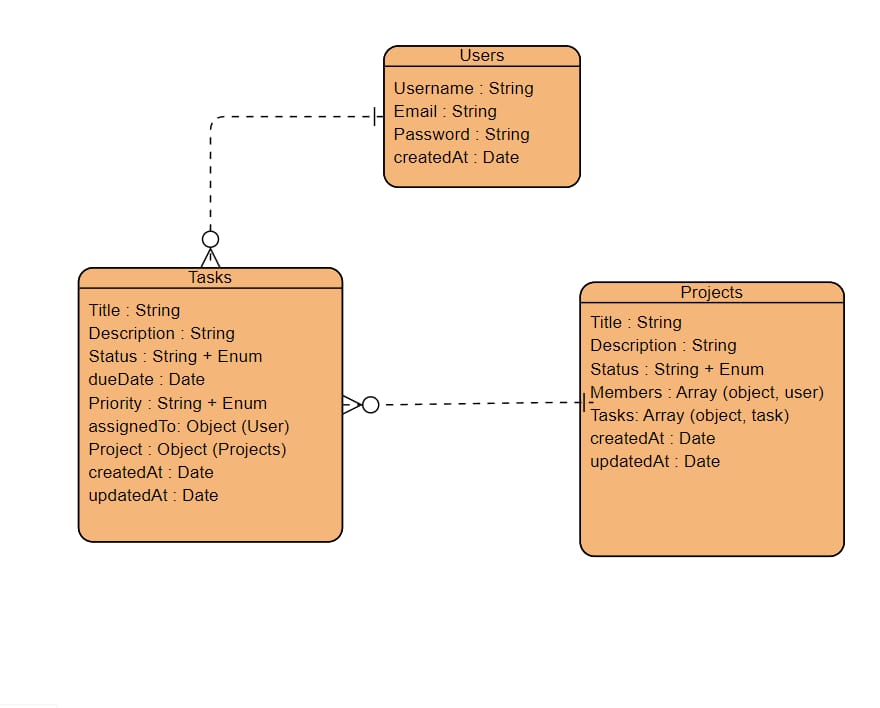 Users
Username : String
Email : String
Password : String
createdAt : Date
Tasks
Title : String
Description : String
Status : String + Enum
dueDate : Date
Priority : String + Enum
assignedTo: Object (User)
Project : Object (Projects)
createdAt : Date
updatedAt : Date
Projects
Title : String
Description : String
Status : String + Enum
Members : Array (object, user)
Tasks: Array (object, task)
createdAt : Date
updatedAt : Date